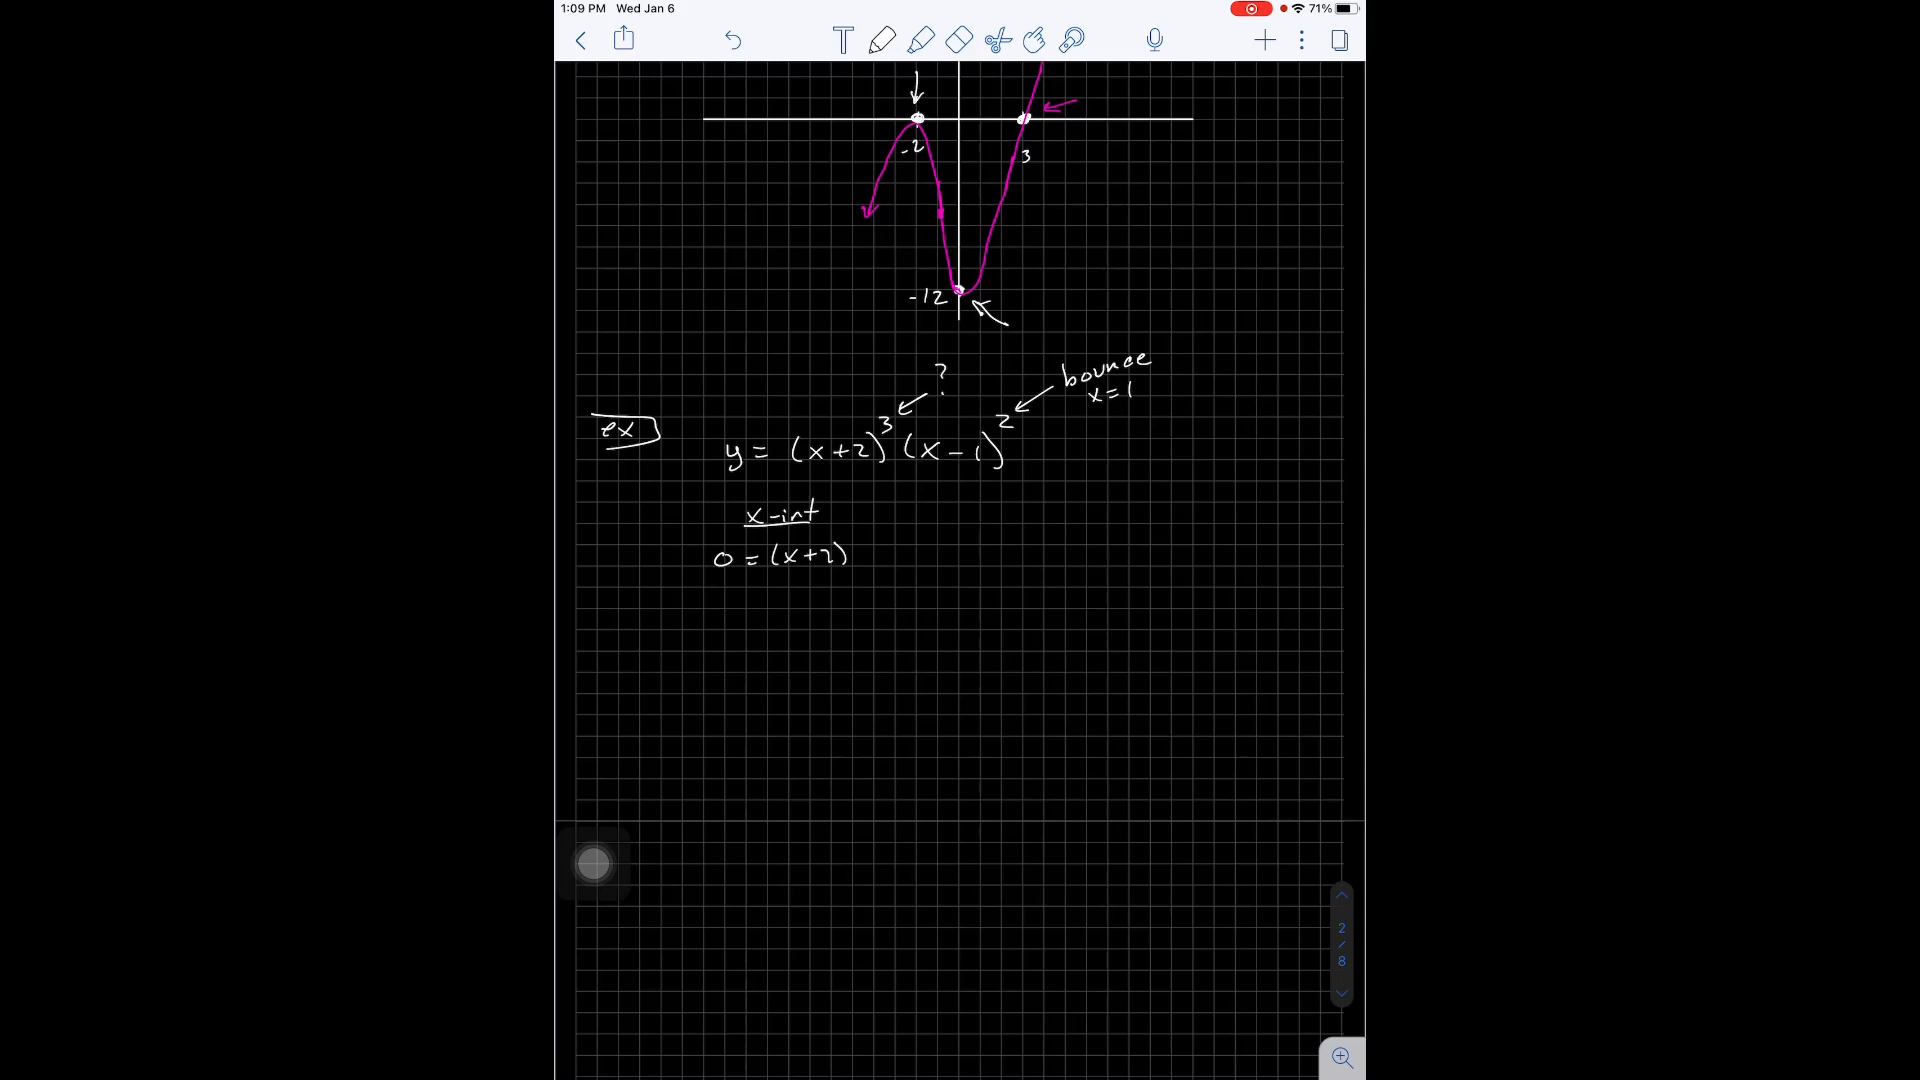 1:09 PM Wed Jan 6
71%
T
-2
3
-12
?
bounce
x=1
ex
y = (x+2)³ (x-1)²
x-int
0 = (x+2)
2
/
8